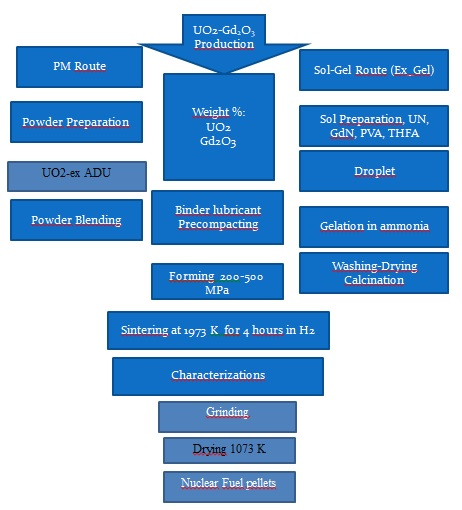 UO2-Gd2O3
Production
PM Route
Sol-Gel Route (Ex_Gel)
Weight %:
UO2
Gd2O3
Powder Preparation
Sol Preparation, UN,
GdN, PVA, THFA
UO2-ex ADU
Droplet
Powder Blending
Binder lubricant
Precompacting
Gelation in ammonia
Washing-Drying
Calcination
Forming 200-500
MPa
Sintering at 1973 K for 4 hours in H2
Characterizations
Grinding
Drying 1073 K
Nuclear Fuel pellets